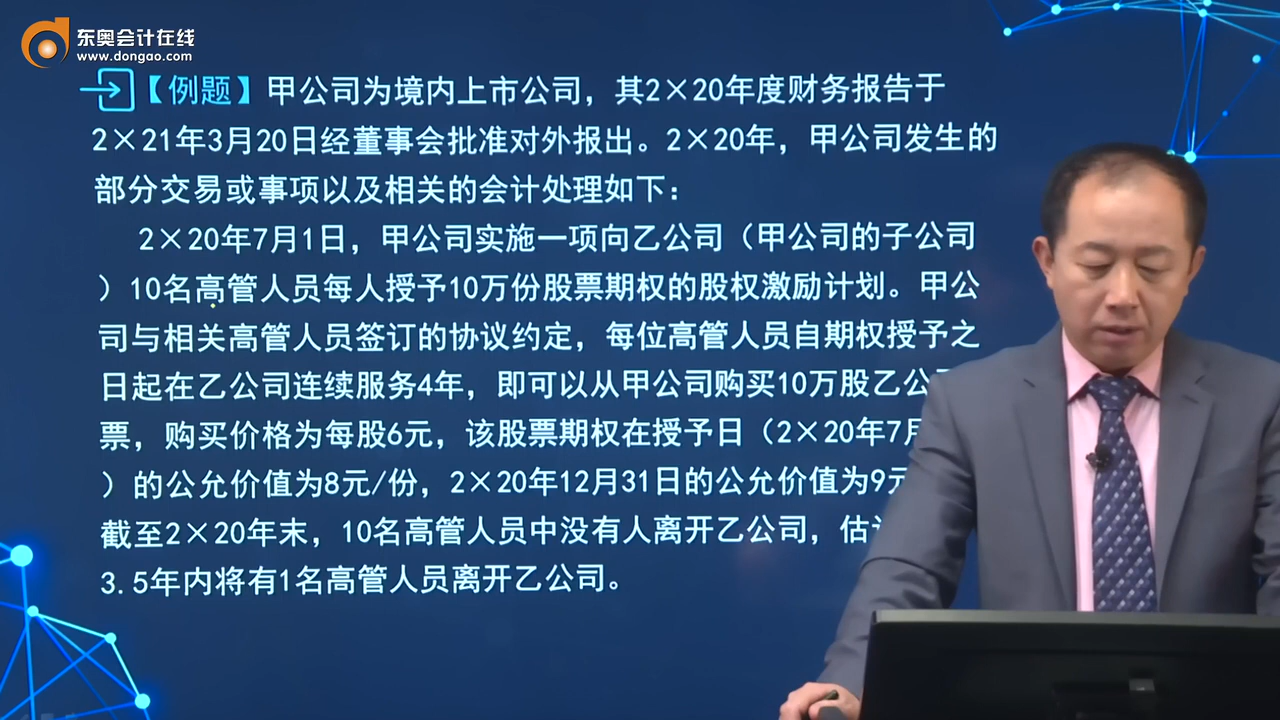 东奥会计在线
www.dongao.com
【例题】甲公司为境内上市公司，其2×20年度财务报告于
2×21年3月20日经董事会批准对外报出。2×20年，甲公司发生的
部分交易或事项以及相关的会计处理如下：
2×20年7月1日，甲公司实施一项向乙公司（甲公司的子公司
）10名高管人员每人授予10万份股票期权的股权激励计划。甲公
司与相关高管人员签订的协议约定，每位高管人员自期权授予之
日起在乙公司连续服务4年，即可以从甲公司购买10万股乙公
票，购买价格为每股6元，该股票期权在授予日（2×20年7月
）的公允价值为8元/份，2×20年12月31日的公允价值为9元
截至2×20年末，10名高管人员中没有人离开乙公司，估
3.5年内将有1名高管人员离开乙公司。